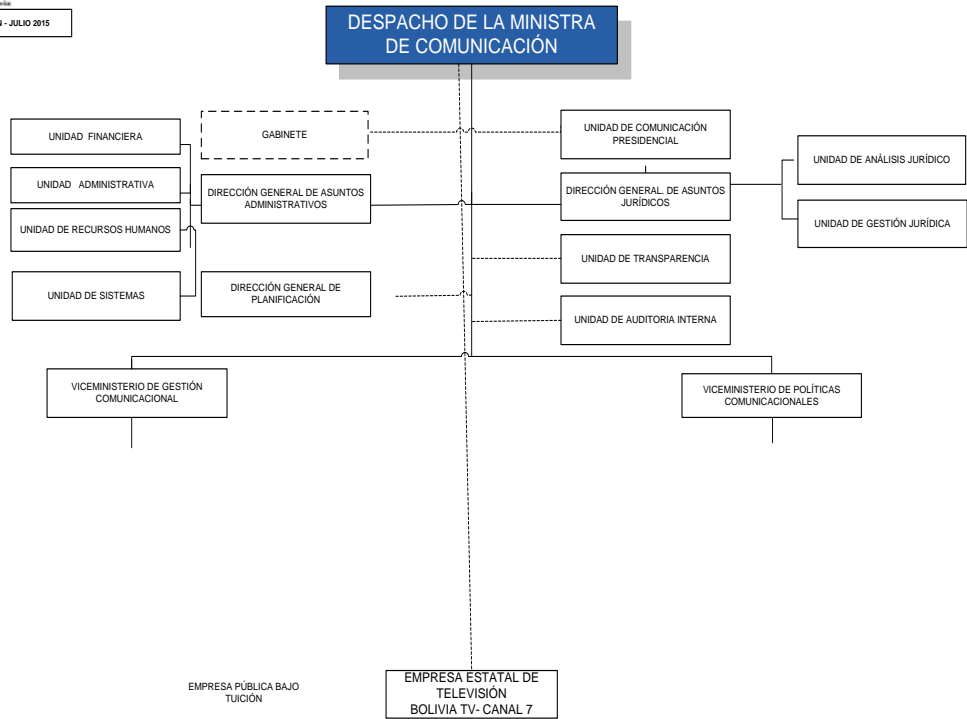 - JULIO 2015
DESPACHO DE LA MINISTRA
DE COMUNICACIÓN
UNIDAD FINANCIERA
GABINETE
UNIDAD DE COMUNICACIÓN
PRESIDENCIAL
UNIDAD DE ANÁLISIS JURÍDICO
UNIDAD ADMINISTRATIVA
DIRECCIÓN GENERAL DE ASUNTOS
ADMINISTRATIVOS
DIRECCIÓN GENERAL. DE ASUNTOS
JURÍDICOS
UNIDAD DE RECURSOS HUMANOS
UNIDAD DE GESTIÓN JURÍDICA
UNIDAD DE TRANSPARENCIA
UNIDAD DE SISTEMAS
DIRECCIÓN GENERAL DE
PLANIFICACIÓN
UNIDAD DE AUDITORIA INTERNA
VICEMINISTERIO DE GESTIÓN
COMUNICACIONAL
VICEMINISTERIO DE POLÍTICAS
COMUNICACIONALES
EMPRESA PÚBLICA BAJO
TUICIÓN
EMPRESA ESTATAL DE
TELEVISIÓN
BOLIVIA TV- CANAL 7